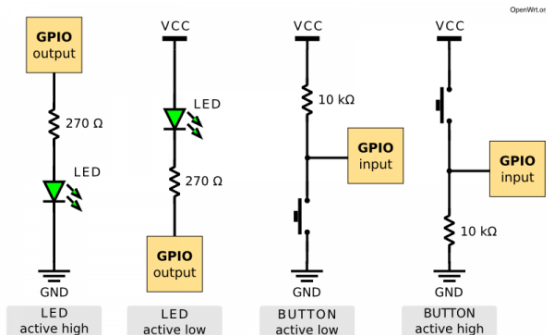 OpenWrt.or
GPIO
output
270 Ω
LED
GND
LED
active high
VCC
LED
270 Ω
GPIO
output
LED
active low
VCC
10 kΩ
GPIO
input
GND
BUTTON
active low
VCC
GPIO
input
10 kΩ
GND
BUTTON
active high